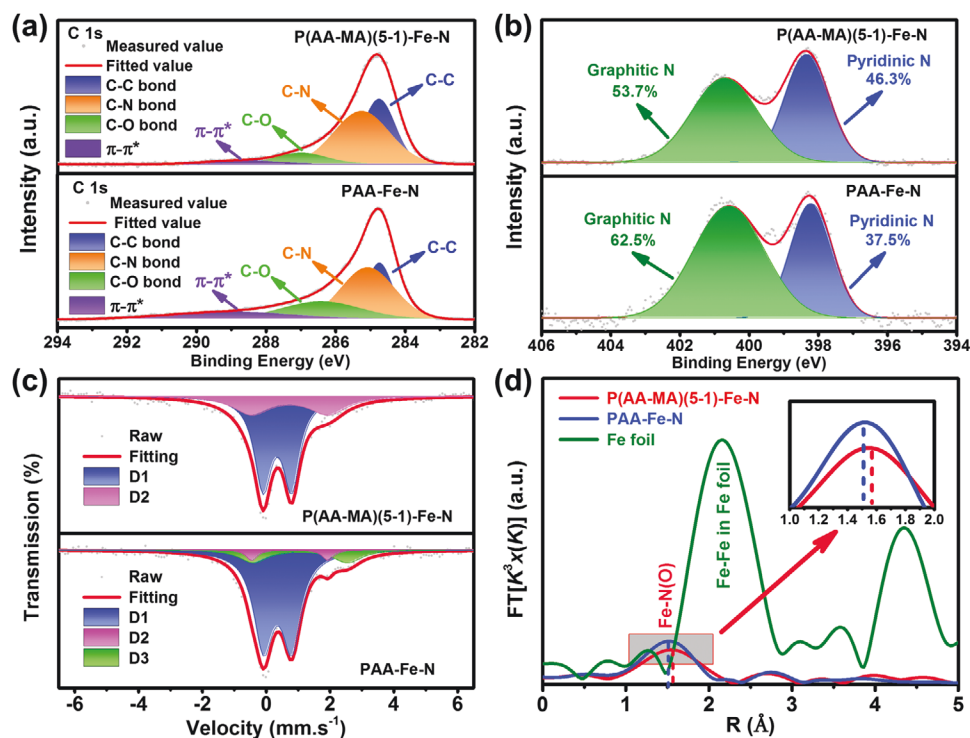 (a)
C 1s
Measured value
Fitted value
C-C bond
C-N bond
C-O bond
π-π*
P(AA-MA)(5-1)-Fe-N
C-C
C-N
C-O
π-π*
C 1s
Measured value
Fitted value
C-C bond
C-N bond
C-O bond
π-π*
PAA-Fe-N
C-C
C-N
C-O
π-π*
Intensity (a.u.)
Intensity (a.u.)
294 292 290 288 286 284 282
Binding Energy (eV)
(b)
P(AA-MA)(5-1)-Fe-N
Graphitic N
53.7%
Pyridinic N
46.3%
PAA-Fe-N
Graphitic N
62.5%
Pyridinic N
37.5%
Intensity (a.u.)
Intensity (a.u.)
406 404 402 400 398 396 394
Binding Energy (eV)
(c)
Raw
Fitting
D1
D2
P(AA-MA)(5-1)-Fe-N
Raw
Fitting
D1
D2
D3
PAA-Fe-N
Transmission (%)
-6 -4 -2 0 2 4 6
Velocity (mm.s⁻¹)
(d)
P(AA-MA)(5-1)-Fe-N
PAA-Fe-N
Fe foil
Fe-N(O)
Fe-Fe in Fe foil
1.0 1.2 1.4 1.6 1.8 2.0
FT[K³x(K)] (a.u.)
0 1 2 3 4 5
R (Å)